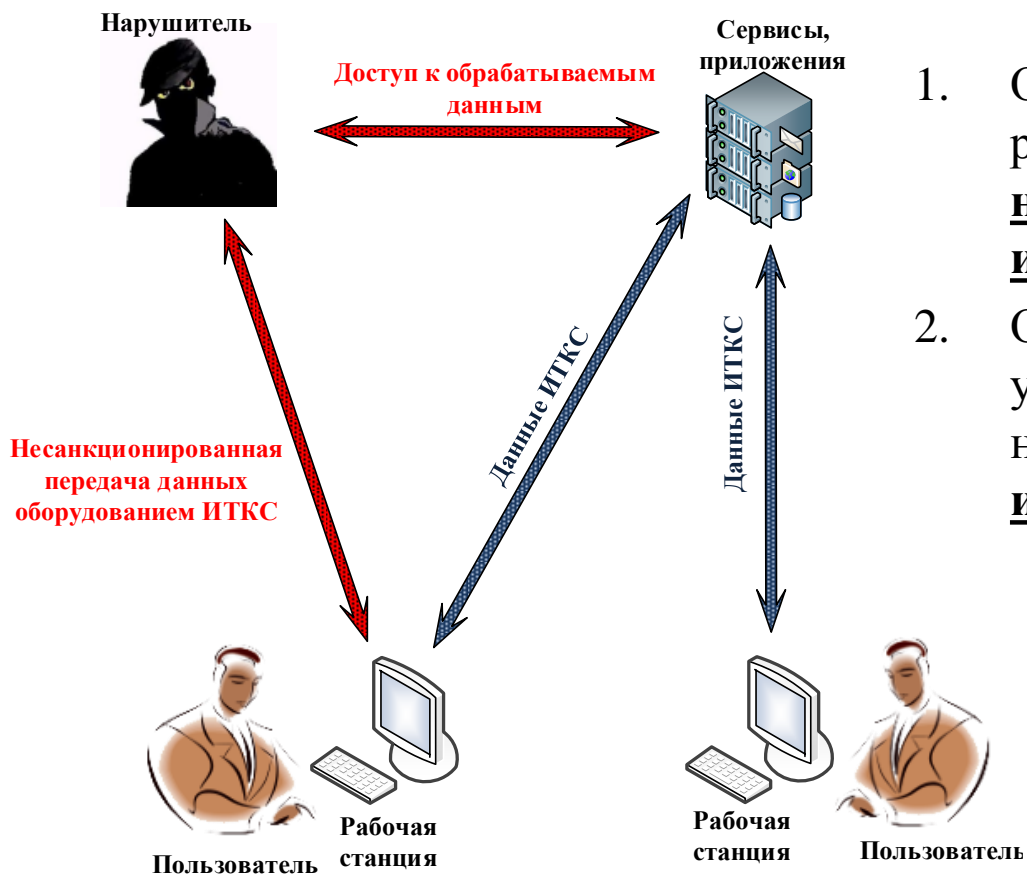 Нарушитель
Сервисы,
приложения
Доступ к обрабатываемым
данным
Несанкционированная
передача данных
оборудованием ИТКС
Данные ИТКС
Данные ИТКС
Рабочая
станция
Пользователь
Рабочая
станция
Пользователь
1.
2.